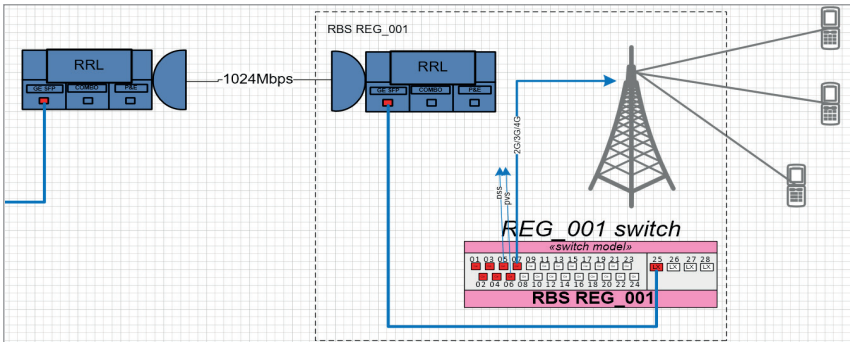 RBS REG_001
RRL
GE SFP COMBO P&E
-1024Mbps-
RRL
GE SFP COMBO P&E
2G/3G/4G
pss
pvs
REG_001 switch
«switch model»
01 03 05 07 09 11 13 15 17 19 21 23
25 26 27 28
LX LX LX LX
02 04 06 08 10 12 14 16 18 20 22 24
RBS REG_001